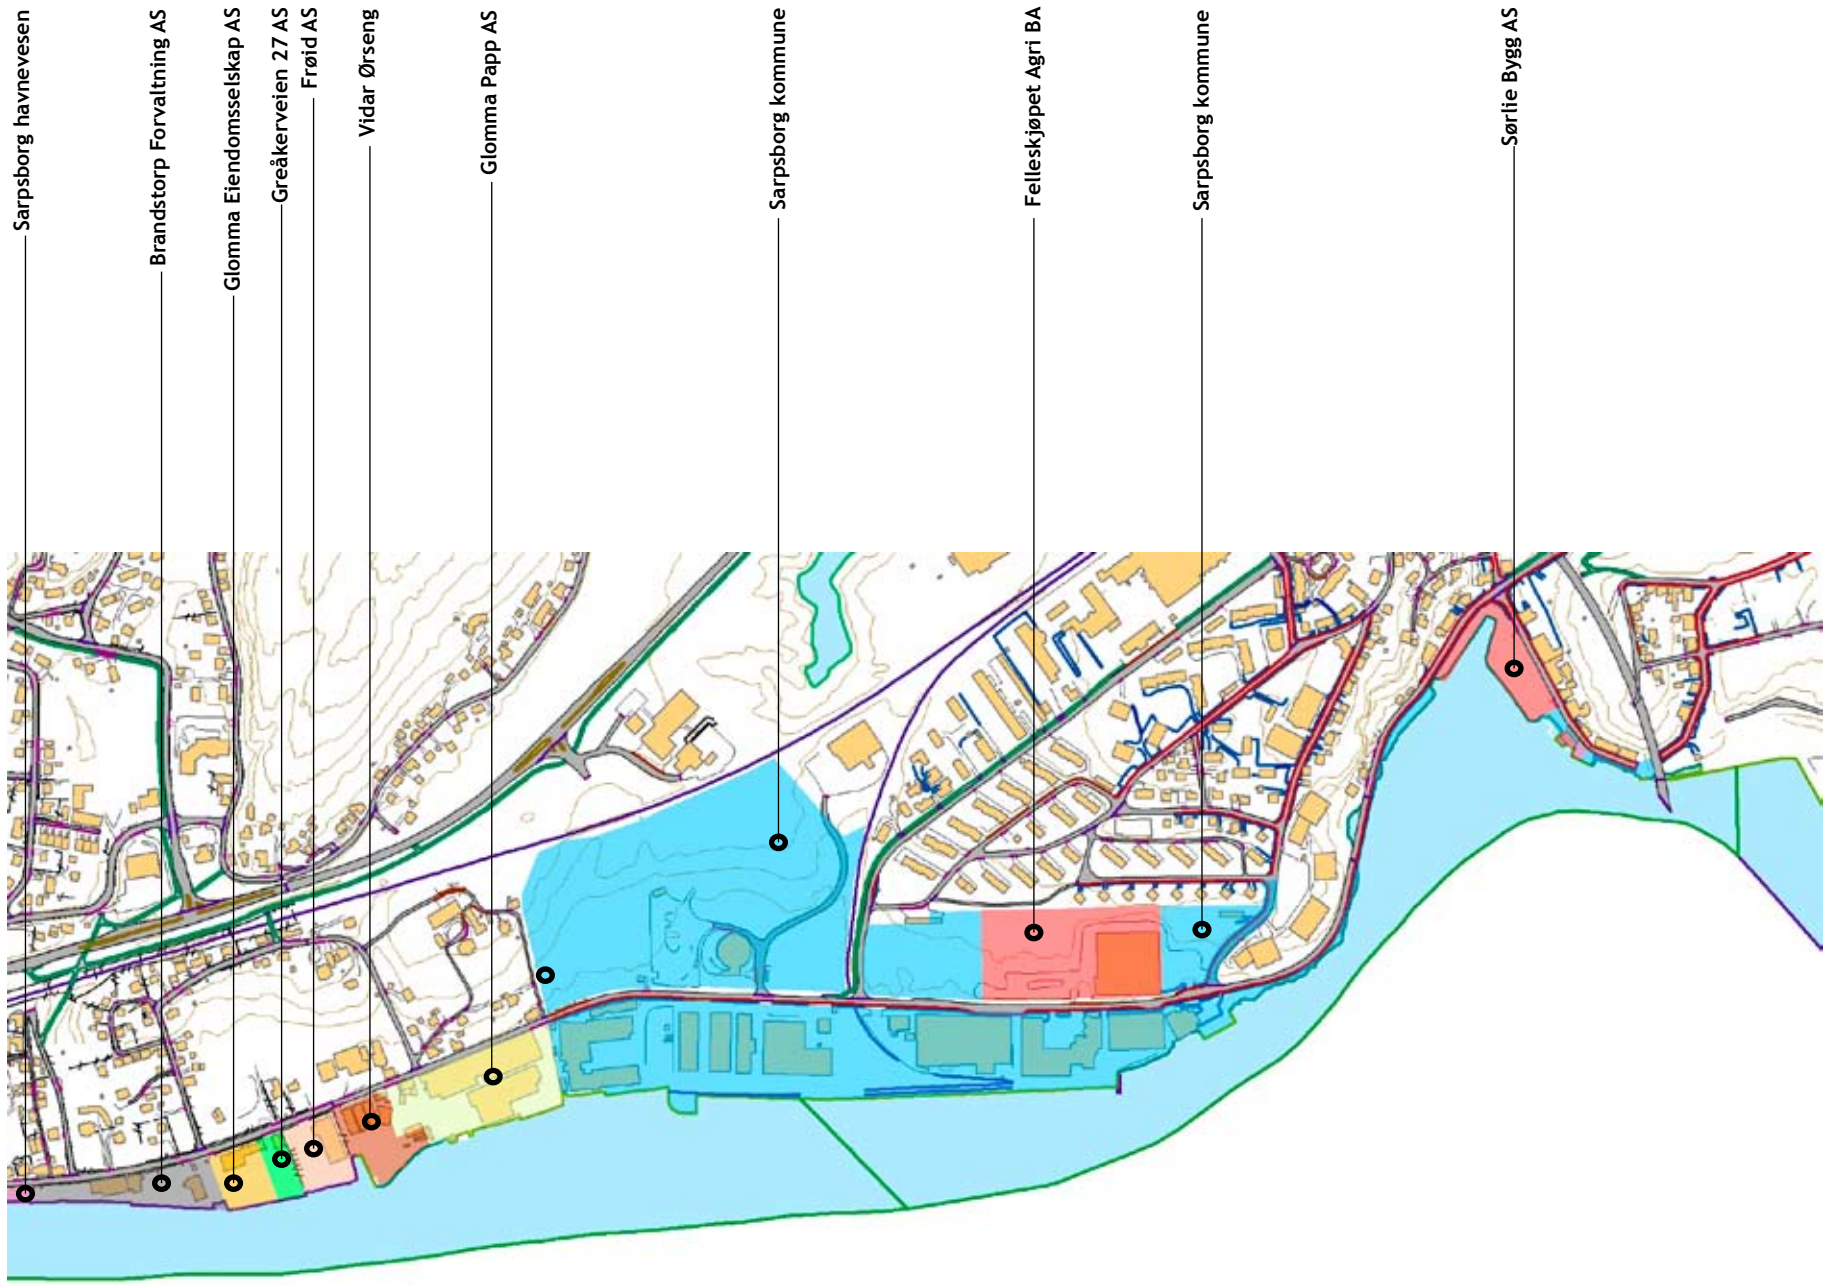 Sarpsborg havnevesen
Brandstorp Forvaltning AS
Glomma Eiendomsselskap AS
Greåkerveien 27 AS
Frøid AS
Vidar Ørseng
Glomma Papp AS
Sarpsborg kommune
Felleskjøpet Agri BA
Sarpsborg kommune
Sørlie Bygg AS